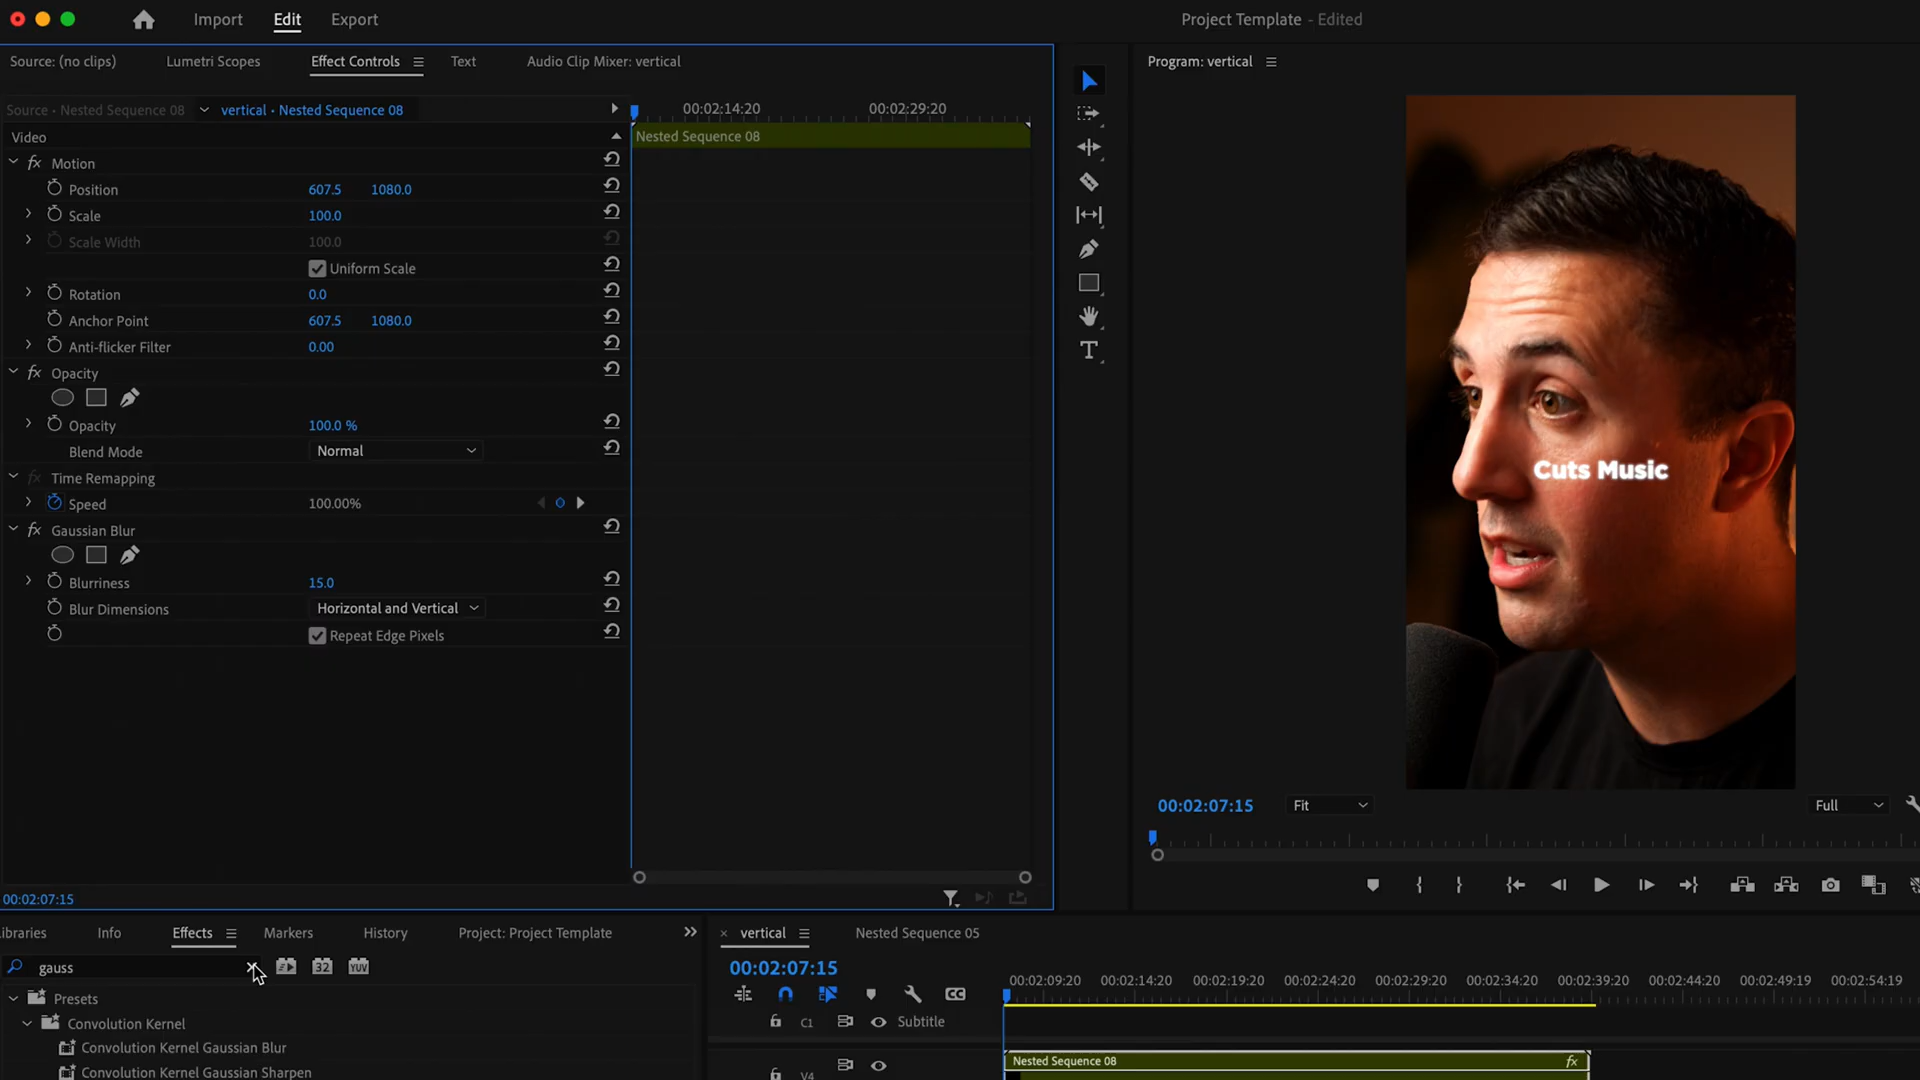 Import Edit Export Project Template - Edited
Source: (no clips) Lumetri Scopes Effect Controls Text Audio Clip Mixer: vertical
Program: vertical
Source · Nested Sequence 08 vertical · Nested Sequence 08
00:02:14:20 00:02:29:20
Video
Nested Sequence 08
fx Motion
Position 607.5 1080.0
Scale 100.0
Scale Width 100.0
Uniform Scale
Rotation 0.0
Anchor Point 607.5 1080.0
Anti-flicker Filter 0.00
fx Opacity
Opacity 100.0 %
Blend Mode Normal
fx Time Remapping
Speed 100.00%
fx Gaussian Blur
Blurriness 15.0
Blur Dimensions Horizontal and Vertical
Repeat Edge Pixels
T
Cuts Music
00:02:07:15 Fit Full
00:02:07:15
ibraries Info Effects Markers History Project: Project Template
gauss 32 YUV
Presets
Convolution Kernel
Convolution Kernel Gaussian Blur
Convolution Kernel Gaussian Sharpen
vertical Nested Sequence 05
00:02:07:15
00:02:09:20 00:02:14:20 00:02:19:20 00:02:24:20 00:02:29:20 00:02:34:20 00:02:39:20 00:02:44:20 00:02:49:19 00:02:54:19
CC
C1 Subtitle
Nested Sequence 08 fx
V4